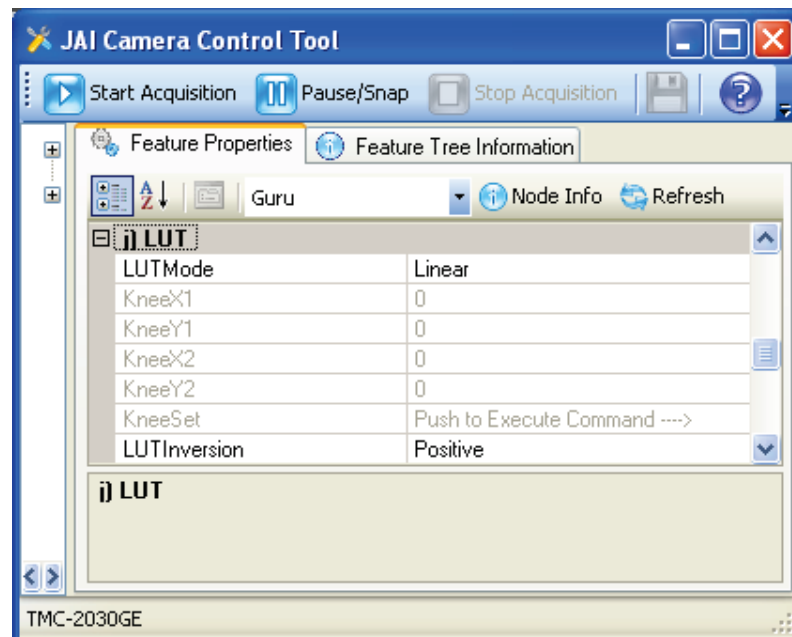 JAI Camera Control Tool
Start Acquisition Pause/Snap Stop Acquisition
Feature Properties Feature Tree Information
Guru Node Info Refresh
j) LUT
LUTMode Linear
KneeX1 0
KneeY1 0
KneeX2 0
KneeY2 0
KneeSet Push to Execute Command ---->
LUTInversion Positive
j) LUT
TMC-2030GE